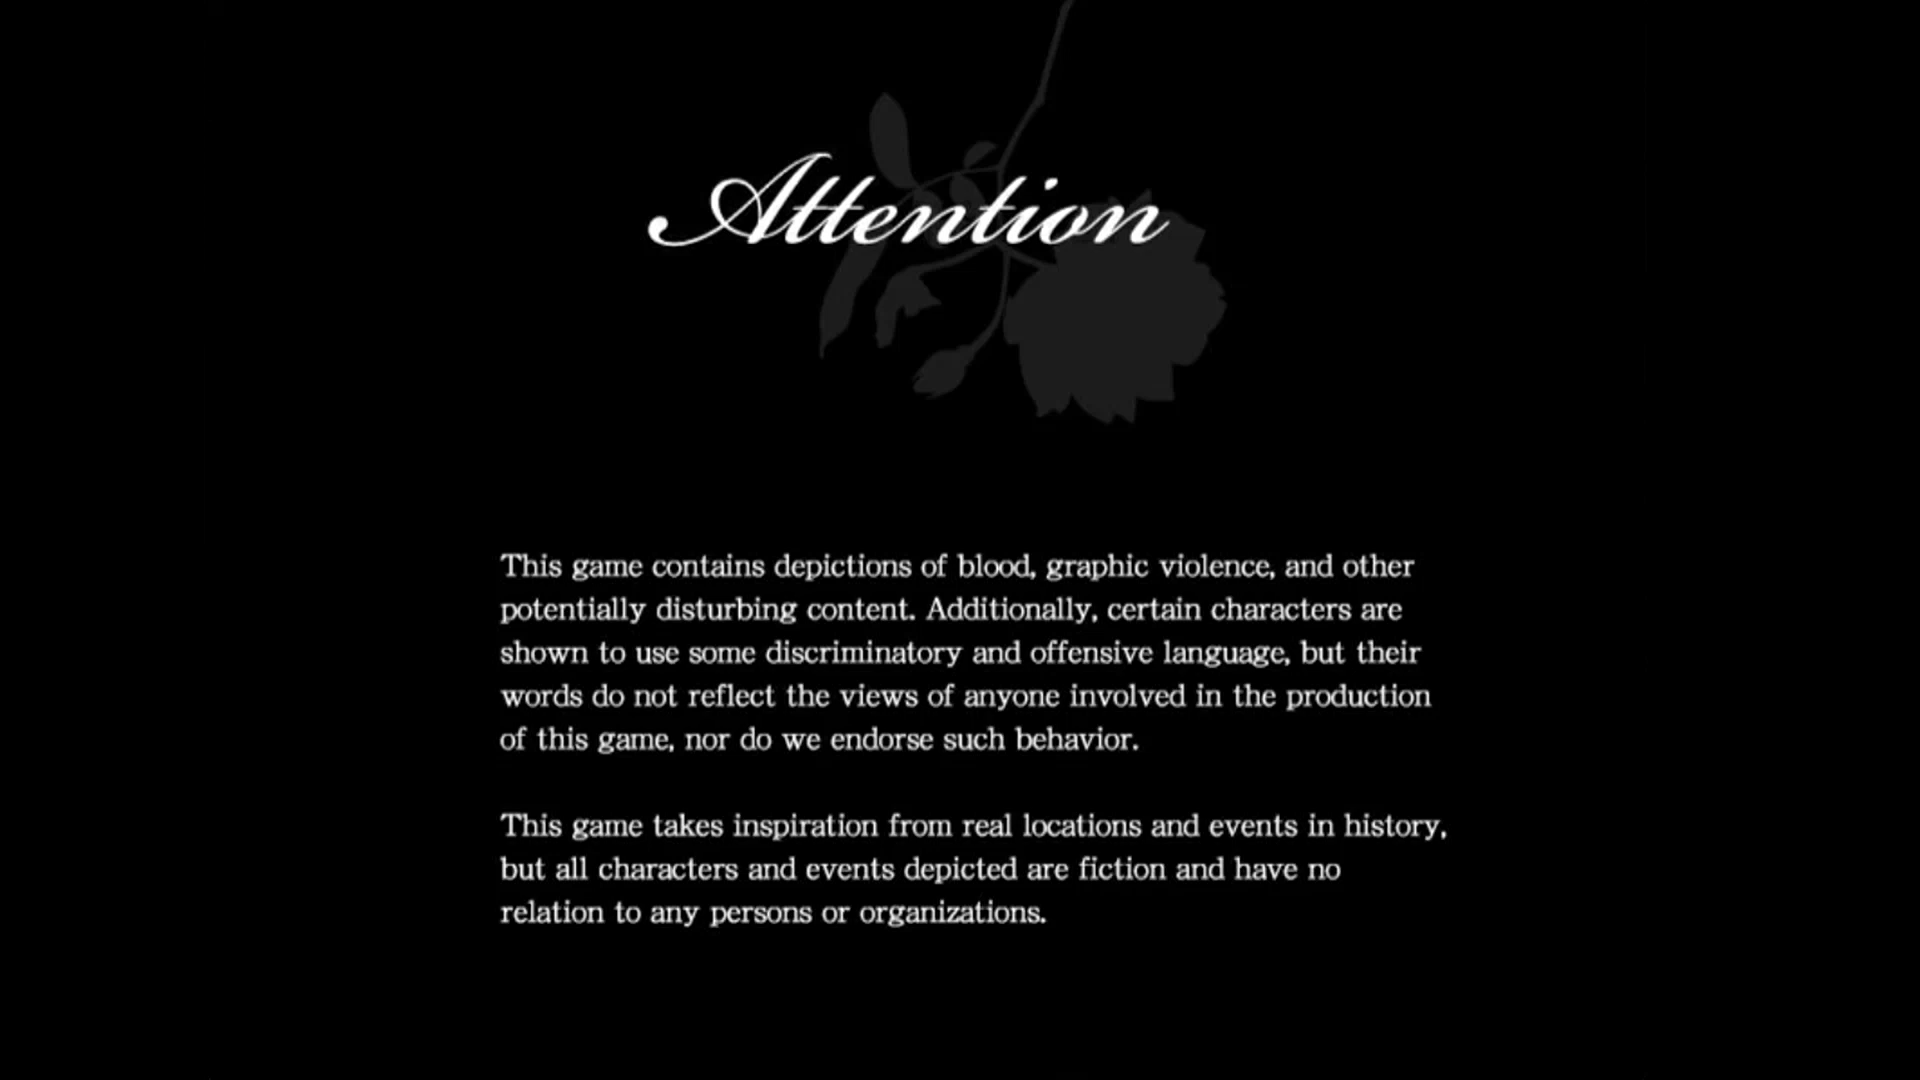 Attention
This game contains depictions of blood, graphic violence, and other
potentially disturbing content. Additionally, certain characters are
shown to use some discriminatory and offensive language, but their
words do not reflect the views of anyone involved in the production
of this game, nor do we endorse such behavior.
This game takes inspiration from real locations and events in history,
but all characters and events depicted are fiction and have no
relation to any persons or organizations.